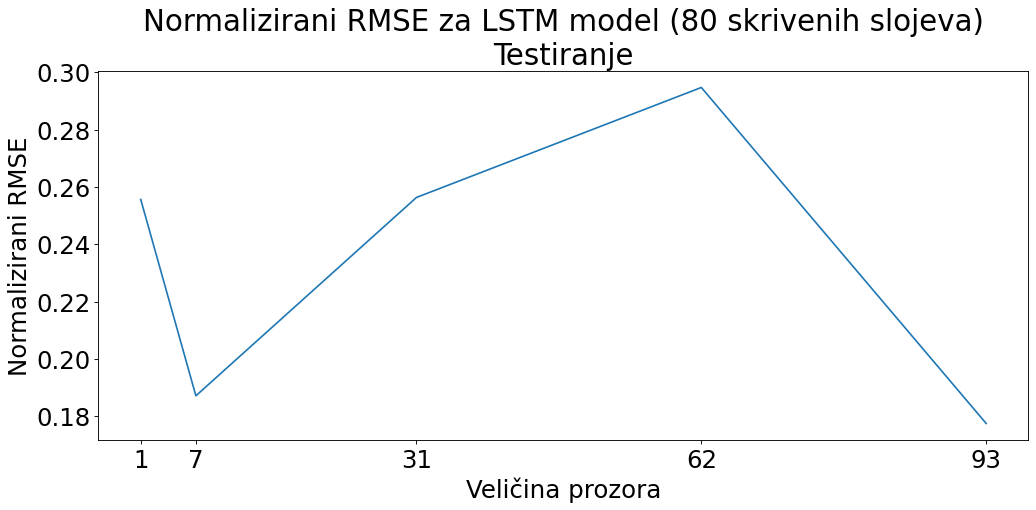 Normalizirani RMSE za LSTM model (80 skrivenih slojeva)
Testiranje
Normalizirani RMSE
0.30
0.28
0.26
0.24
0.22
0.20
0.18
1 7 31 62 93
Veličina prozora